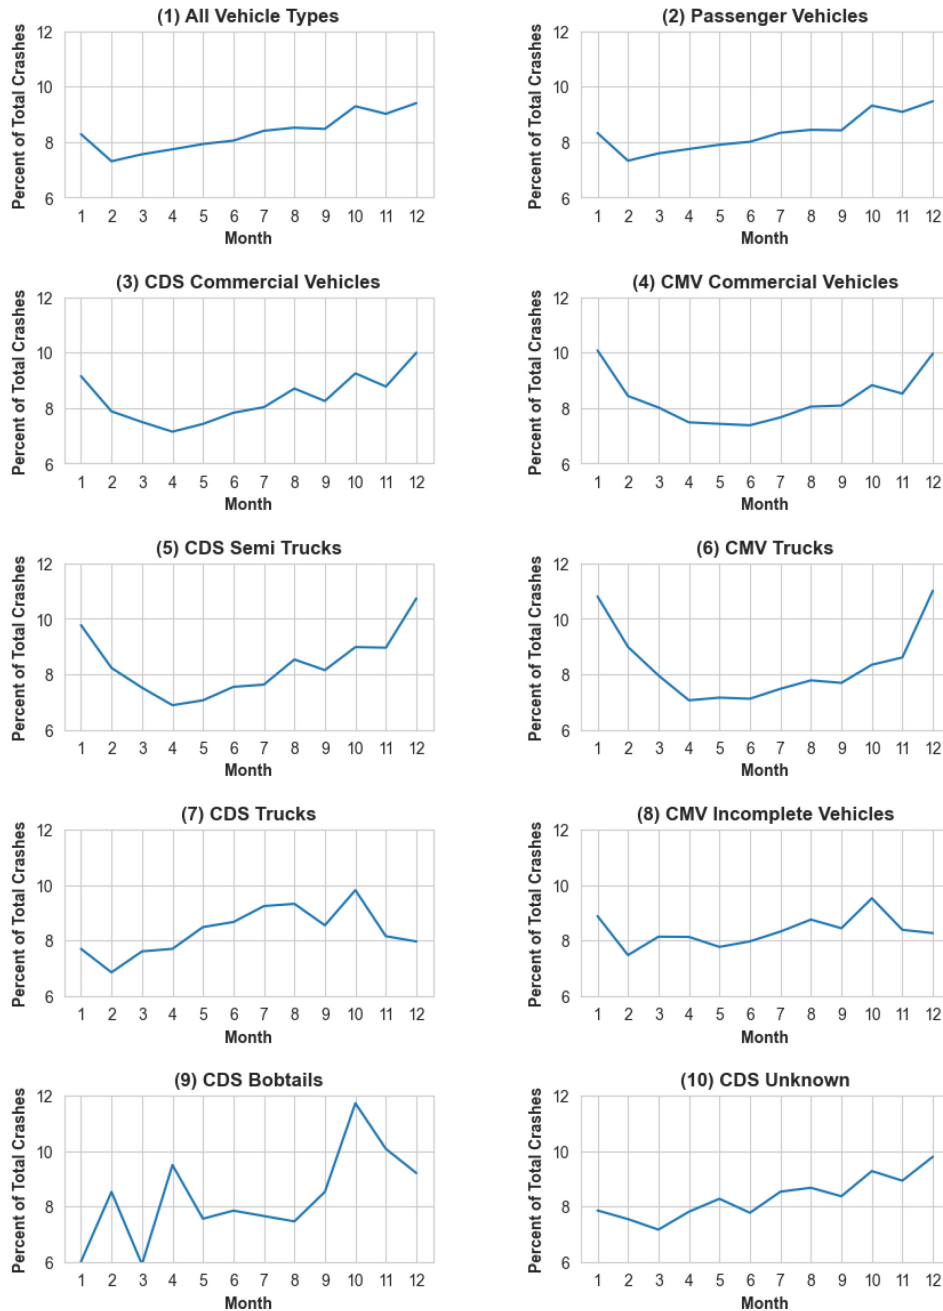 (1) All Vehicle Types
Percent of Total Crashes
12
10
8
6
1 2 3 4 5 6 7 8 9 10 11 12
Month
(2) Passenger Vehicles
Percent of Total Crashes
12
10
8
6
1 2 3 4 5 6 7 8 9 10 11 12
Month
(3) CDS Commercial Vehicles
Percent of Total Crashes
12
10
8
6
1 2 3 4 5 6 7 8 9 10 11 12
Month
(4) CMV Commercial Vehicles
Percent of Total Crashes
12
10
8
6
1 2 3 4 5 6 7 8 9 10 11 12
Month
(5) CDS Semi Trucks
Percent of Total Crashes
12
10
8
6
1 2 3 4 5 6 7 8 9 10 11 12
Month
(6) CMV Trucks
Percent of Total Crashes
12
10
8
6
1 2 3 4 5 6 7 8 9 10 11 12
Month
(7) CDS Trucks
Percent of Total Crashes
12
10
8
6
1 2 3 4 5 6 7 8 9 10 11 12
Month
(8) CMV Incomplete Vehicles
Percent of Total Crashes
12
10
8
6
1 2 3 4 5 6 7 8 9 10 11 12
Month
(9) CDS Bobtails
Percent of Total Crashes
12
10
8
6
1 2 3 4 5 6 7 8 9 10 11 12
Month
(10) CDS Unknown
Percent of Total Crashes
12
10
8
6
1 2 3 4 5 6 7 8 9 10 11 12
Month